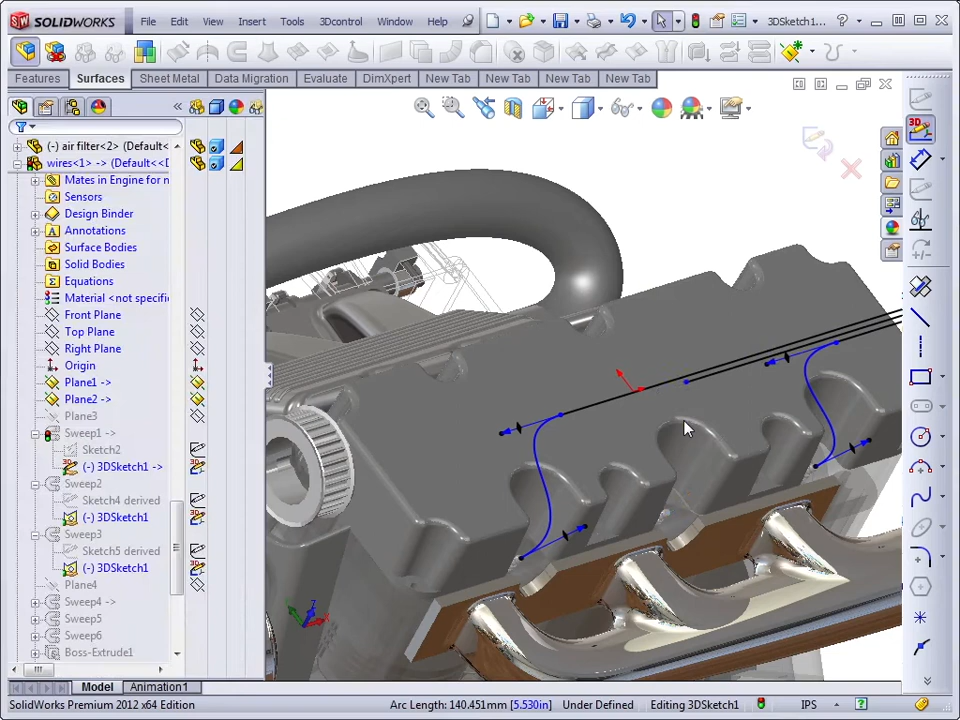 SOLIDWORKS File Edit View Insert Tools 3Dcontrol Window Help 3DSketch1...
Features Surfaces Sheet Metal Data Migration Evaluate DimXpert New Tab New Tab New Tab New Tab
(-) air filter<2> (Default<
wires<1> -> (Default<<D
Mates in Engine for n
Sensors
Design Binder
Annotations
Surface Bodies
Solid Bodies
Equations
Material <not specifi
Front Plane
Top Plane
Right Plane
Origin
Plane1 ->
Plane2 ->
Plane3
Sweep1 ->
Sketch2
(-) 3DSketch1 ->
Sweep2
Sketch4 derived
(-) 3DSketch1
Sweep3
Sketch5 derived
(-) 3DSketch1
Plane4
Sweep4 ->
Sweep5
Sweep6
Boss-Extrude1
Model Animation1
SolidWorks Premium 2012 x64 Edition Arc Length: 140.451mm [5.530in] Under Defined Editing 3DSketch1 IPS